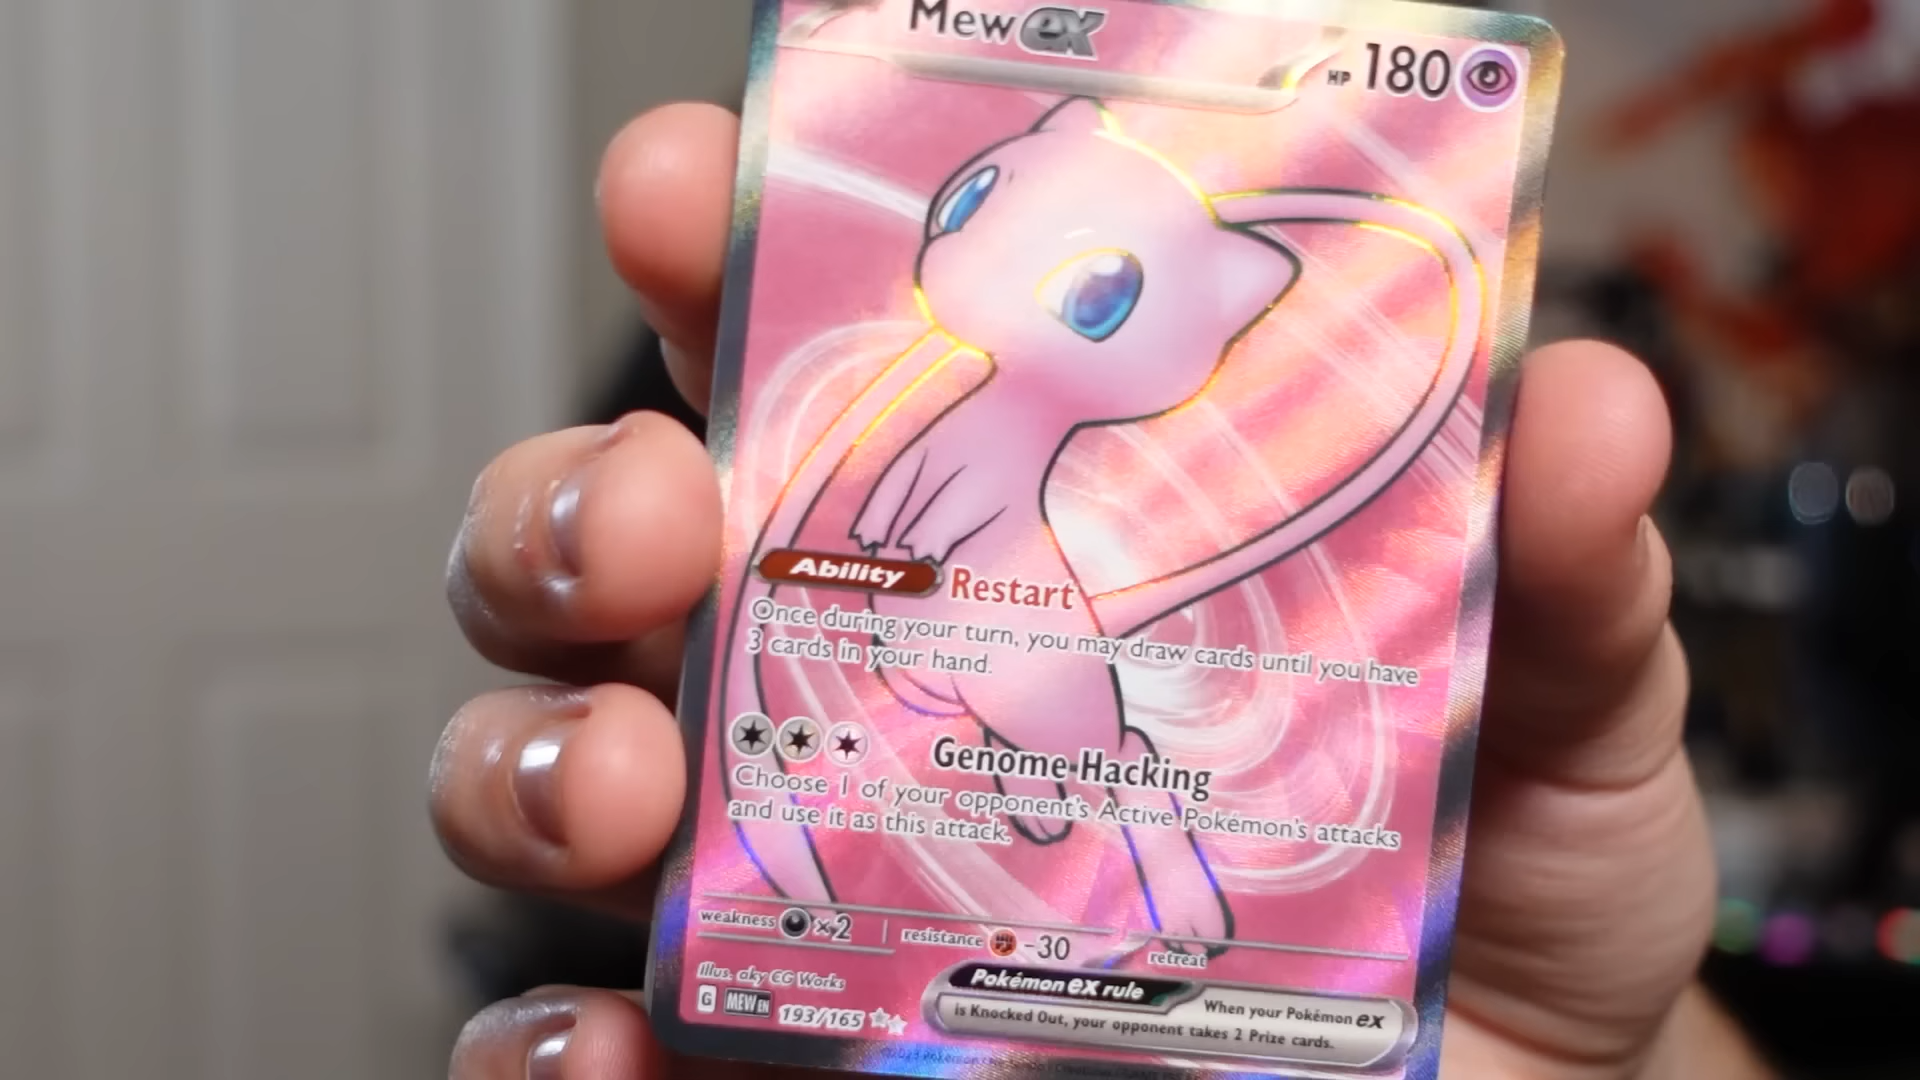 Mew ex
HP 180
Ability Restart
Once during your turn, you may draw cards until you have
3 cards in your hand.
Genome Hacking
Choose 1 of your opponent's Active Pokémon's attacks
and use it as this attack.
weakness ×2 resistance -30 retreat
Illus. aky CG Works
Pokémon ex rule
When your Pokémon ex
is Knocked Out, your opponent takes 2 Prize cards.
G MEW EN 193/165